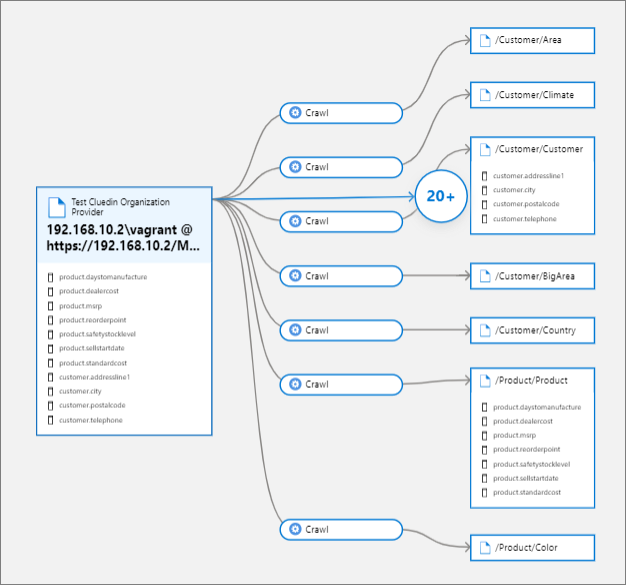 Test Cluedin Organization
Provider
192.168.10.2\vagrant @
https://192.168.10.2/M...
product.daystomanufacture
product.dealercost
product.msrp
product.reorderpoint
product.safetystocklevel
product.sellstartdate
product.standardcost
customer.addressline1
customer.city
customer.postalcode
customer.telephone
Crawl
Crawl
Crawl
Crawl
Crawl
Crawl
Crawl
20+
/Customer/Area
/Customer/Climate
/Customer/Customer
customer.addressline1
customer.city
customer.postalcode
customer.telephone
/Customer/BigArea
/Customer/Country
/Product/Product
product.daystomanufacture
product.dealercost
product.msrp
product.reorderpoint
product.safetystocklevel
product.sellstartdate
product.standardcost
/Product/Color